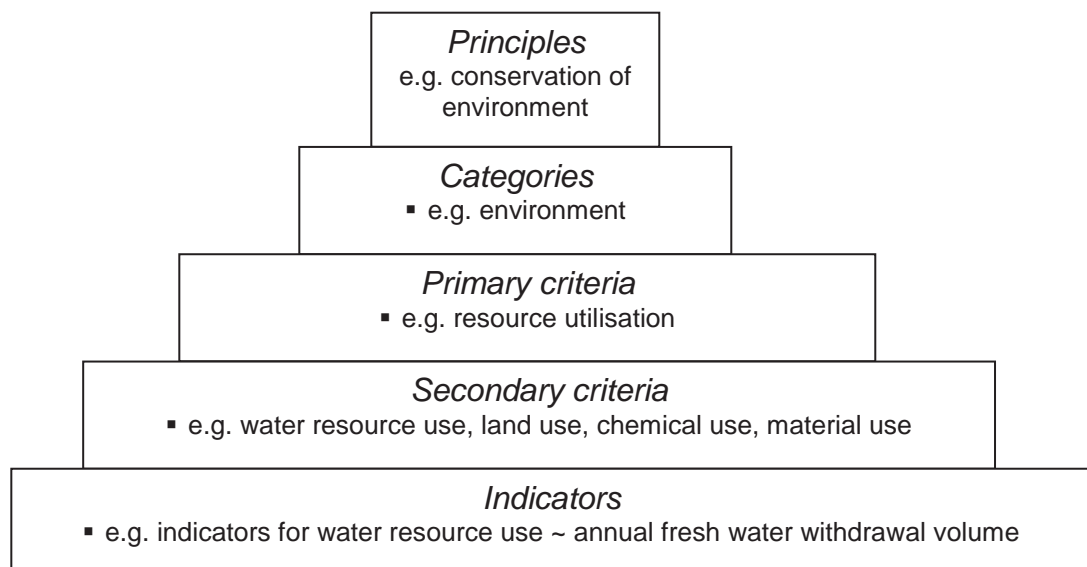 Principles
e.g. conservation of
environment
Categories
▪ e.g. environment
Primary criteria
▪ e.g. resource utilisation
Secondary criteria
▪ e.g. water resource use, land use, chemical use, material use
Indicators
▪ e.g. indicators for water resource use ~ annual fresh water withdrawal volume